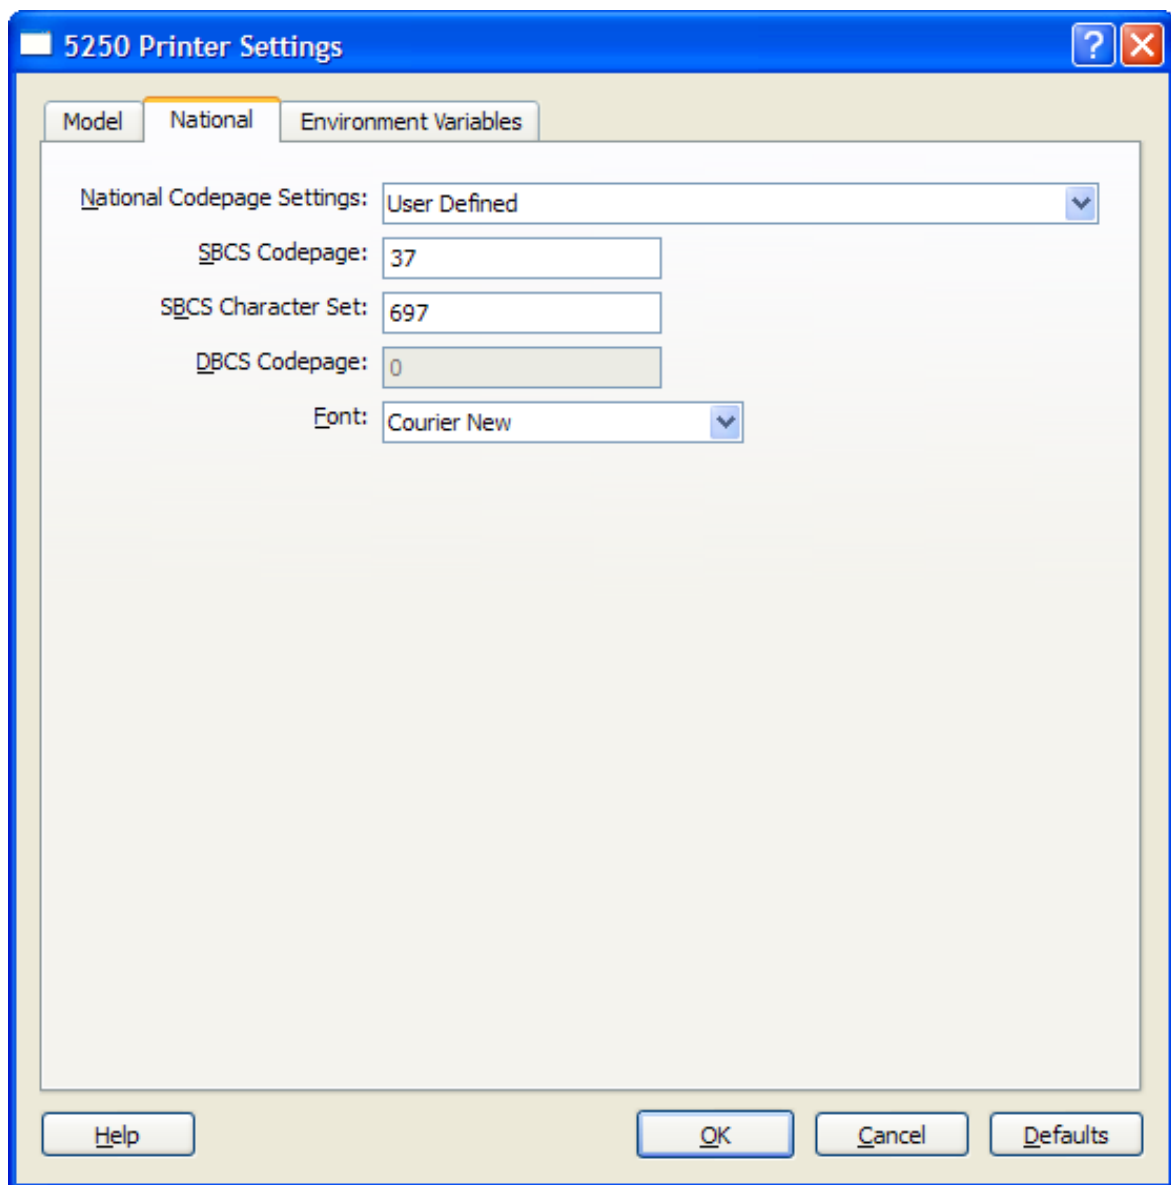 5250 Printer Settings
Model National Environment Variables
National Codepage Settings: User Defined
SBCS Codepage: 37
SBCS Character Set: 697
DBCS Codepage: 0
Font: Courier New
Help OK Cancel Defaults